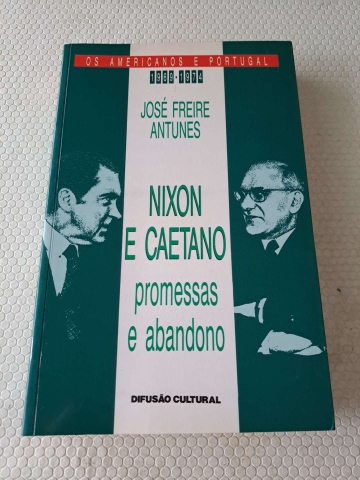 OS AMERICANOS E PORTUGAL
1969-1974
JOSÉ FREIRE
ANTUNES
NIXON
E CAETANO
promessas
e abandono
DIFUSÃO CULTURAL